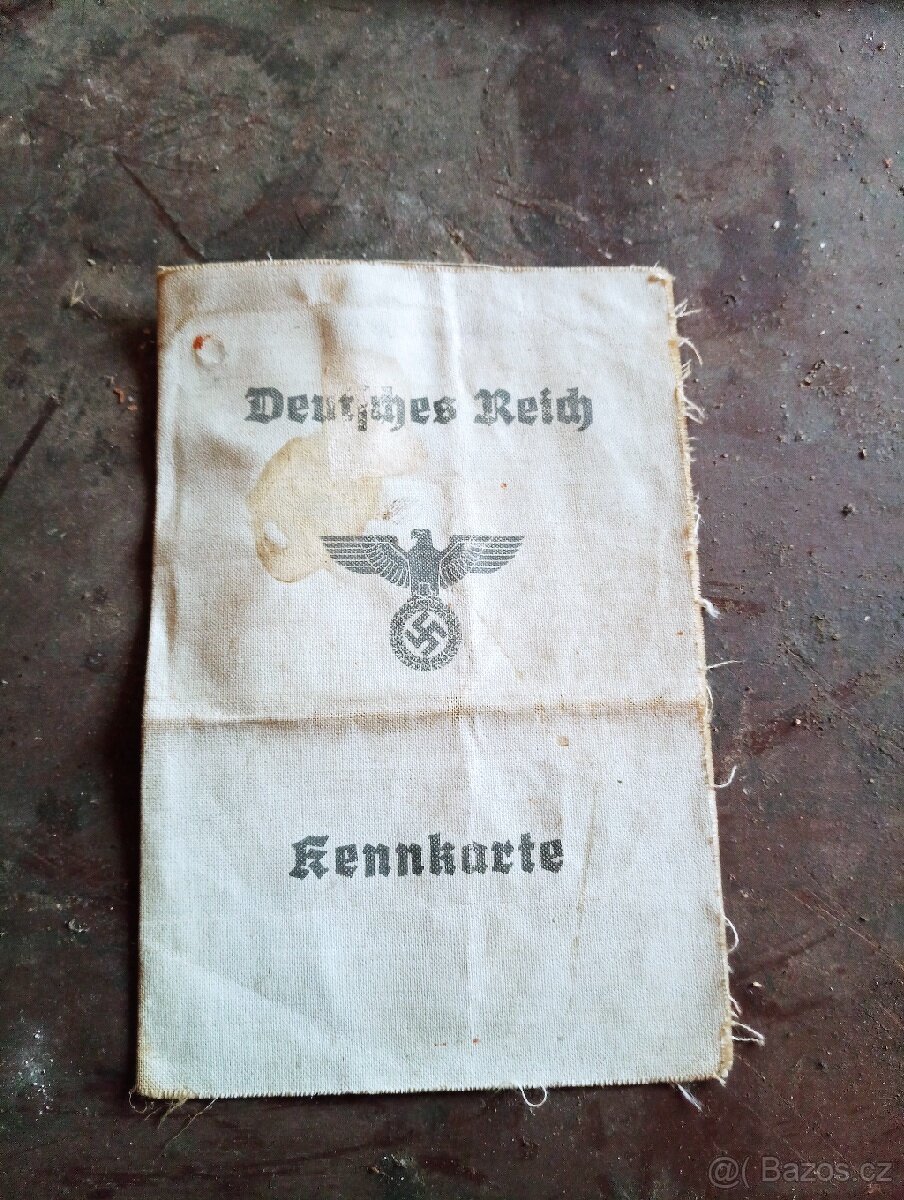 Deutsches Reich
Kennkarte
@( Bazos.cz